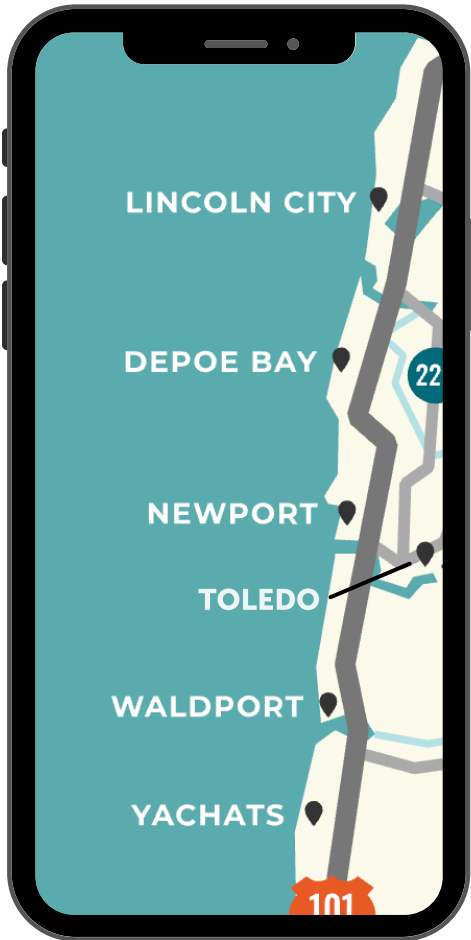 LINCOLN CITY
DEPOE BAY
22
NEWPORT
TOLEDO
WALDPORT
YACHATS
101